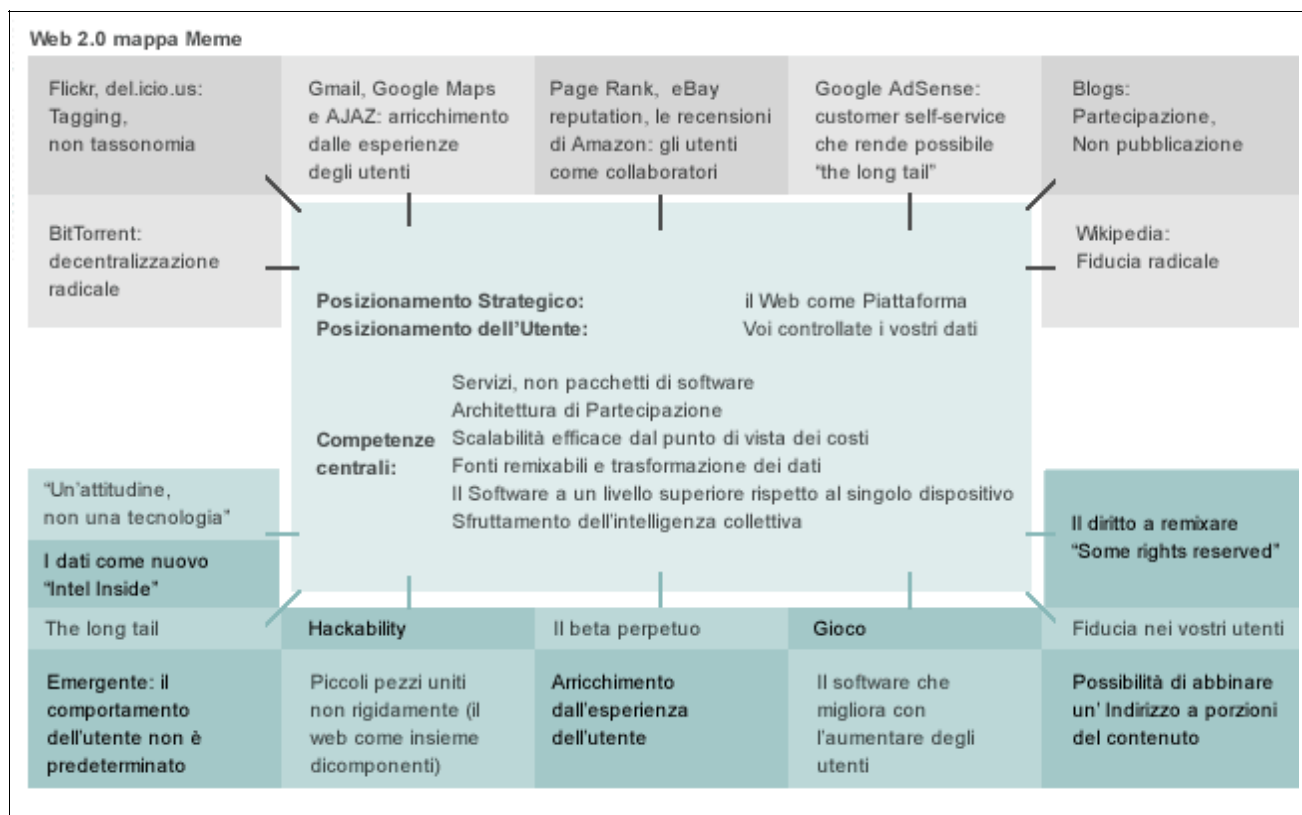 Web 2.0 mappa Meme
Flickr, del.icio.us:
Tagging,
non tassonomia
Gmail, Google Maps
e AJAZ: arricchimento
dalle esperienze
degli utenti
Page Rank, eBay
reputation, le recensioni
di Amazon: gli utenti
come collaboratori
Google AdSense:
customer self-service
che rende possibile
“the long tail”
Blogs:
Partecipazione,
Non pubblicazione
BitTorrent:
decentralizzazione
radicale
Wikipedia:
Fiducia radicale
Posizionamento Strategico: il Web come Piattaforma
Posizionamento dell’Utente: Voi controllate i vostri dati
Competenze
centrali:
Servizi, non pacchetti di software
Architettura di Partecipazione
Scalabilità efficace dal punto di vista dei costi
Fonti remixabili e trasformazione dei dati
Il Software a un livello superiore rispetto al singolo dispositivo
Sfruttamento dell’intelligenza collettiva
“Un’attitudine,
non una tecnologia”
I dati come nuovo
“Intel Inside”
Il diritto a remixare
“Some rights reserved”
The long tail
Hackability
Il beta perpetuo
Gioco
Fiducia nei vostri utenti
Emergente: il
comportamento
dell’utente non è
predeterminato
Piccoli pezzi uniti
non rigidamente (il
web come insieme
dicomponenti)
Arricchimento
dall’esperienza
dell’utente
Il software che
migliora con
l’aumentare degli
utenti
Possibilità di abbinare
un’ Indirizzo a porzioni
del contenuto